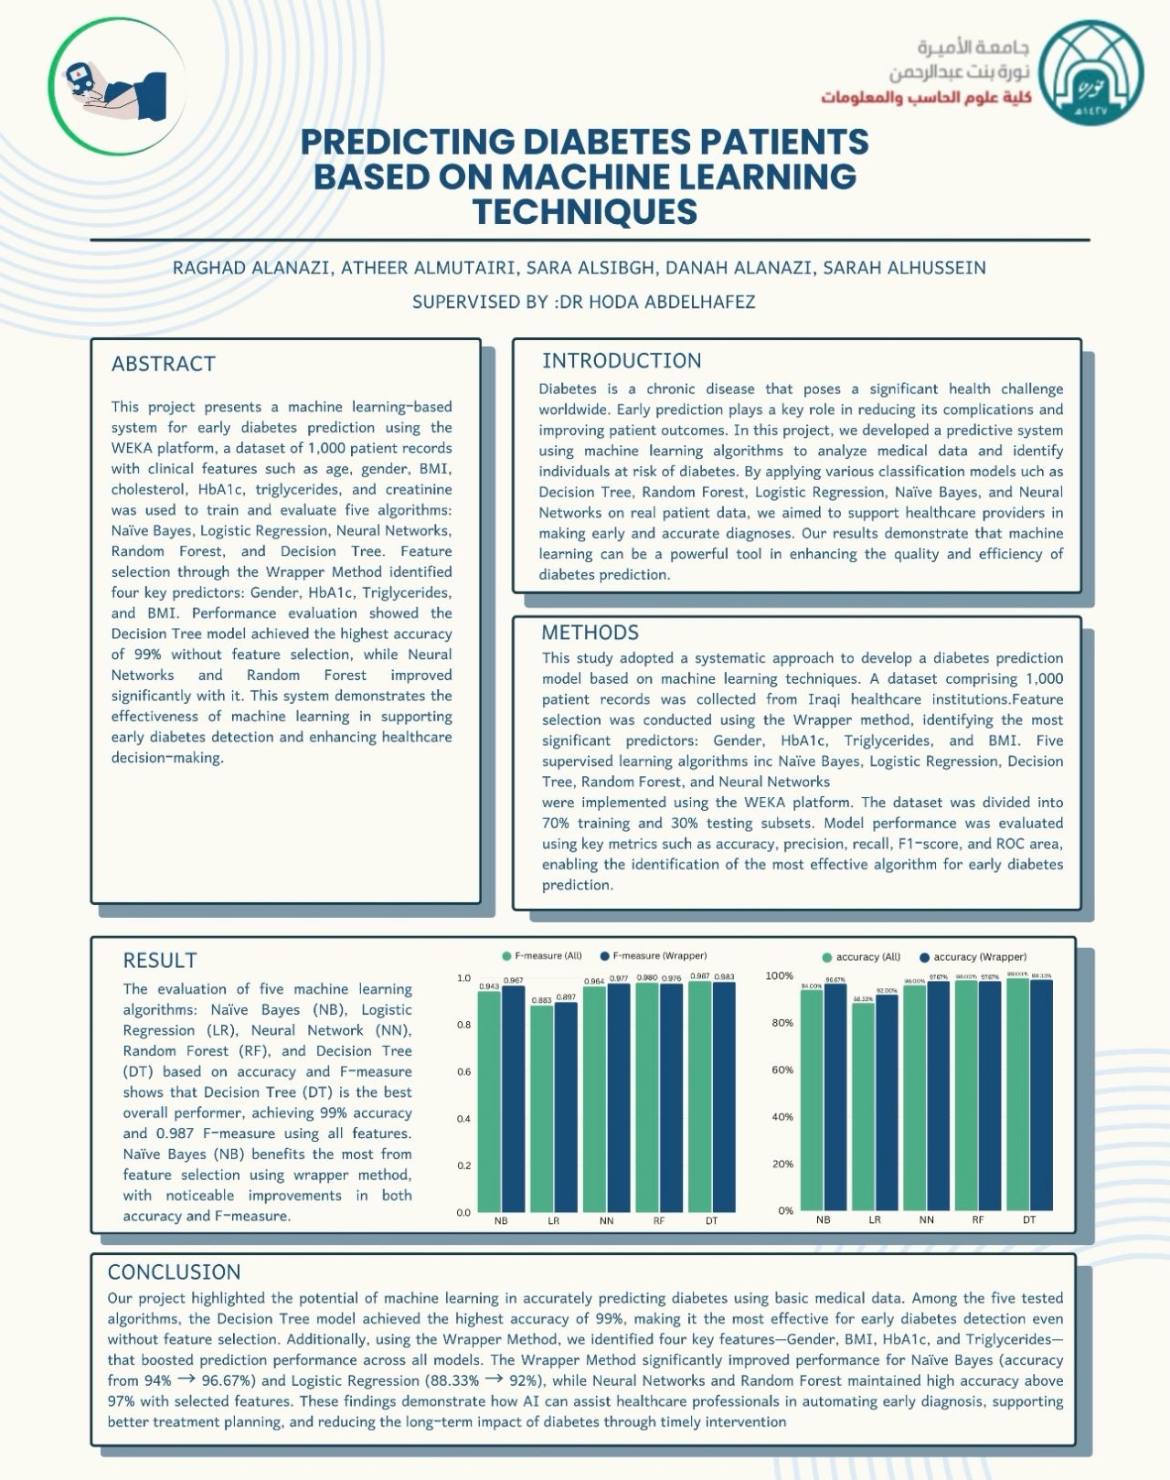 جامعة الأميرة
نورة بنت عبدالرحمن
كلية علوم الحاسب والمعلومات
١٤٢٧هـ
PREDICTING DIABETES PATIENTS
BASED ON MACHINE LEARNING
TECHNIQUES
RAGHAD ALANAZI, ATHEER ALMUTAIRI, SARA ALSIBGH, DANAH ALANAZI, SARAH ALHUSSEIN
SUPERVISED BY :DR HODA ABDELHAFEZ
ABSTRACT
This project presents a machine learning-based
system for early diabetes prediction using the
WEKA platform, a dataset of 1,000 patient records
with clinical features such as age, gender, BMI,
cholesterol, HbA1c, triglycerides, and creatinine
was used to train and evaluate five algorithms:
Naïve Bayes, Logistic Regression, Neural Networks,
Random Forest, and Decision Tree. Feature
selection through the Wrapper Method identified
four key predictors: Gender, HbA1c, Triglycerides,
and BMI. Performance evaluation showed the
Decision Tree model achieved the highest accuracy
of 99% without feature selection, while Neural
Networks and Random Forest improved
significantly with it. This system demonstrates the
effectiveness of machine learning in supporting
early diabetes detection and enhancing healthcare
decision-making.
INTRODUCTION
Diabetes is a chronic disease that poses a significant health challenge
worldwide. Early prediction plays a key role in reducing its complications and
improving patient outcomes. In this project, we developed a predictive system
using machine learning algorithms to analyze medical data and identify
individuals at risk of diabetes. By applying various classification models such as
Decision Tree, Random Forest, Logistic Regression, Naïve Bayes, and Neural
Networks on real patient data, we aimed to support healthcare providers in
making early and accurate diagnoses. Our results demonstrate that machine
learning can be a powerful tool in enhancing the quality and efficiency of
diabetes prediction.
METHODS
This study adopted a systematic approach to develop a diabetes prediction
model based on machine learning techniques. A dataset comprising 1,000
patient records was collected from Iraqi healthcare institutions.Feature
selection was conducted using the Wrapper method, identifying the most
significant predictors: Gender, HbA1c, Triglycerides, and BMI. Five
supervised learning algorithms inc Naïve Bayes, Logistic Regression, Decision
Tree, Random Forest, and Neural Networks
were implemented using the WEKA platform. The dataset was divided into
70% training and 30% testing subsets. Model performance was evaluated
using key metrics such as accuracy, precision, recall, F1-score, and ROC area,
enabling the identification of the most effective algorithm for early diabetes
prediction.
RESULT
The evaluation of five machine learning
algorithms: Naïve Bayes (NB), Logistic
Regression (LR), Neural Network (NN),
Random Forest (RF), and Decision Tree
(DT) based on accuracy and F-measure
shows that Decision Tree (DT) is the best
overall performer, achieving 99% accuracy
and 0.987 F-measure using all features.
Naïve Bayes (NB) benefits the most from
feature selection using wrapper method,
with noticeable improvements in both
accuracy and F-measure.
F-measure (All) F-measure (Wrapper)
1.0
0.8
0.6
0.4
0.2
0.0
0.943 0.967 0.883 0.897 0.964 0.977 0.980 0.976 0.987 0.983
NB LR NN RF DT
accuracy (All) accuracy (Wrapper)
100%
80%
60%
40%
20%
0%
94.00% 96.67% 88.33% 92.00% 96.00% 97.67% 98.00% 97.67% 99.00% 98.33%
NB LR NN RF DT
CONCLUSION
Our project highlighted the potential of machine learning in accurately predicting diabetes using basic medical data. Among the five tested
algorithms, the Decision Tree model achieved the highest accuracy of 99%, making it the most effective for early diabetes detection even
without feature selection. Additionally, using the Wrapper Method, we identified four key features—Gender, BMI, HbA1c, and Triglycerides—
that boosted prediction performance across all models. The Wrapper Method significantly improved performance for Naïve Bayes (accuracy
from 94% → 96.67%) and Logistic Regression (88.33% → 92%), while Neural Networks and Random Forest maintained high accuracy above
97% with selected features. These findings demonstrate how AI can assist healthcare professionals in automating early diagnosis, supporting
better treatment planning, and reducing the long-term impact of diabetes through timely intervention